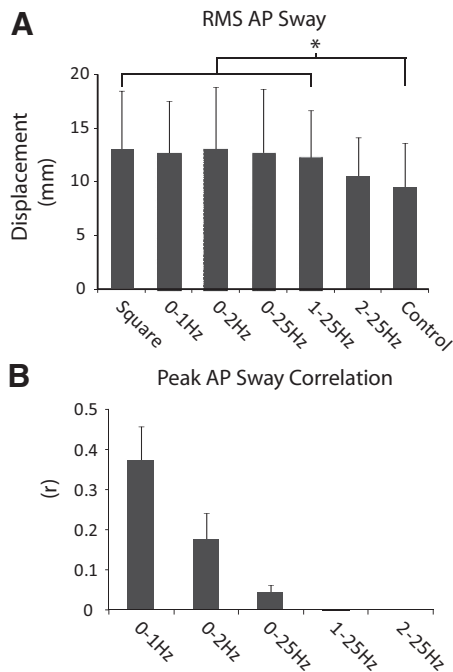 A
RMS AP Sway
*
20
15
10
5
0
Displacement
(mm)
Square
0-1Hz
0-2Hz
0-25Hz
1-25Hz
2-25Hz
Control
B
Peak AP Sway Correlation
0.5
0.4
0.3
0.2
0.1
0
(r)
0-1Hz
0-2Hz
0-25Hz
1-25Hz
2-25Hz